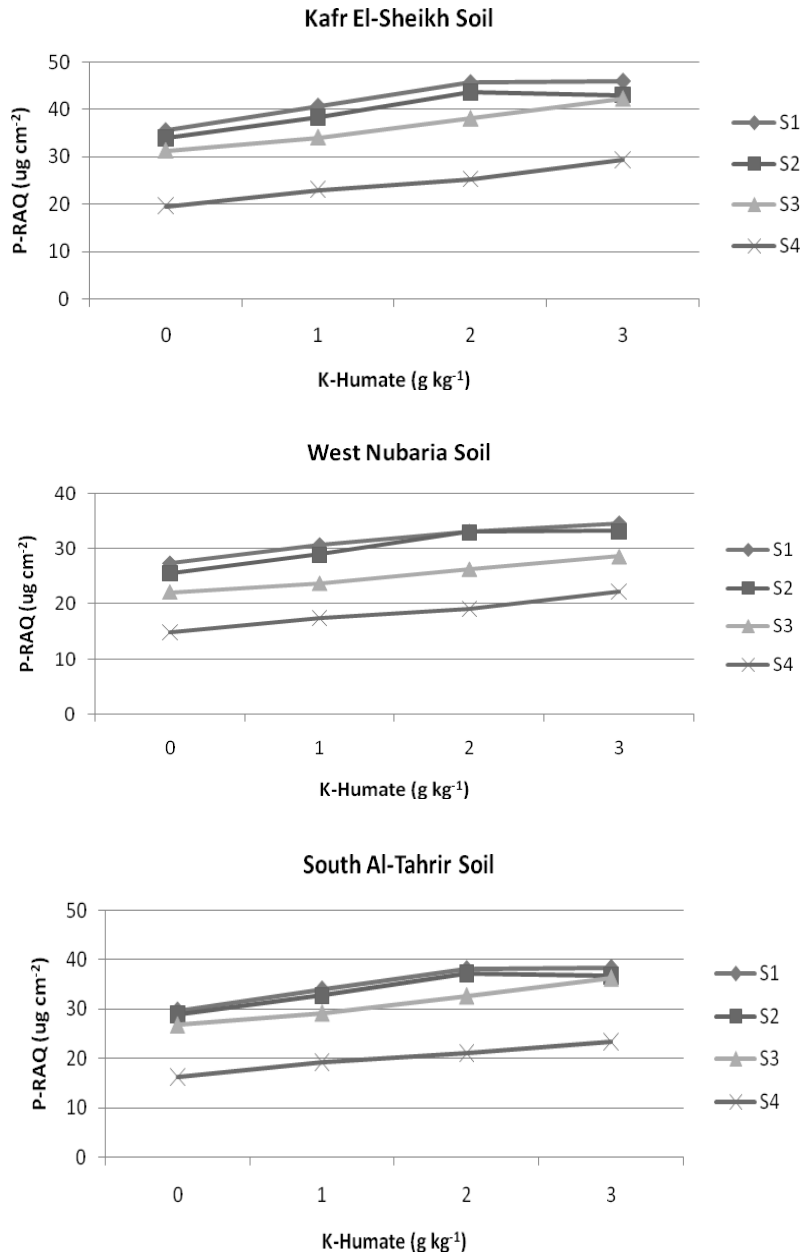 Kafr El-Sheikh Soil
P-RAQ (ug cm-2)
50
40
30
20
10
0
0 1 2 3
K-Humate (g kg-1)
S1
S2
S3
S4
West Nubaria Soil
P-RAQ (ug cm-2)
40
30
20
10
0
0 1 2 3
K-Humate (g kg-1)
S1
S2
S3
S4
South Al-Tahrir Soil
P-RAQ (ug cm-2)
50
40
30
20
10
0
0 1 2 3
K-Humate (g kg-1)
S1
S2
S3
S4